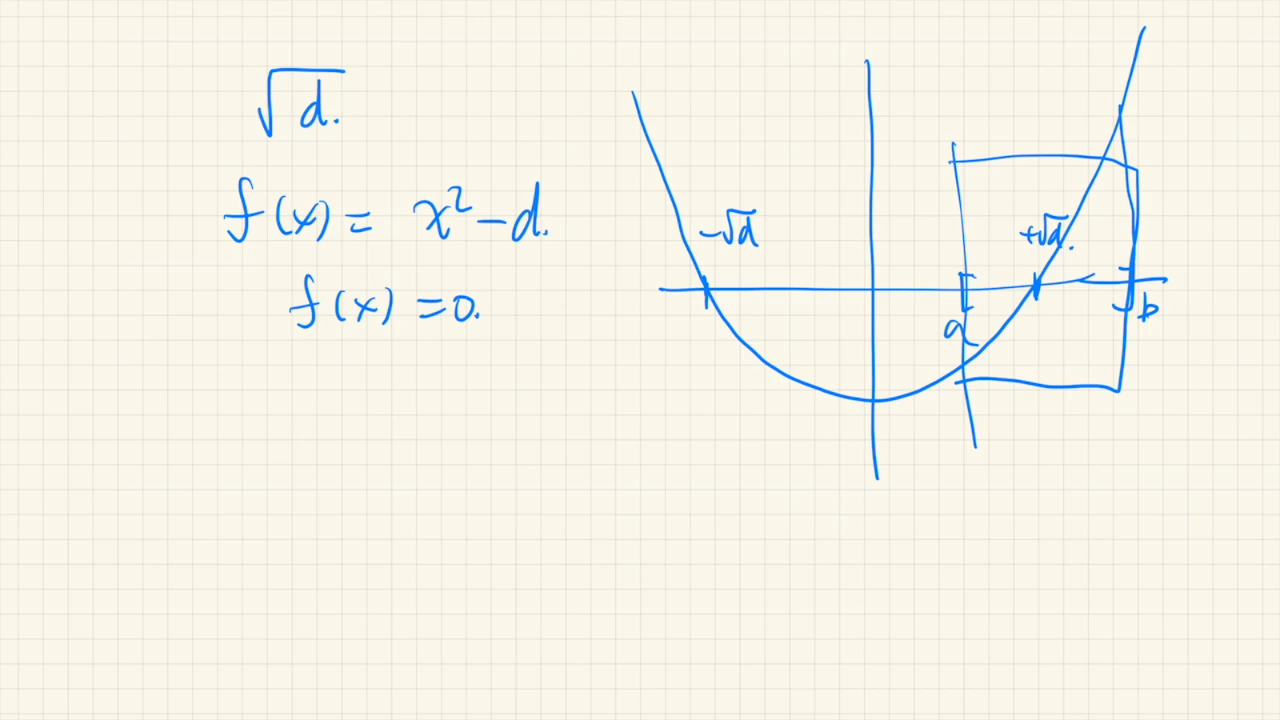 √d.
f(x) = x²-d.
f(x) = 0.
-√d
+√d.
a
b